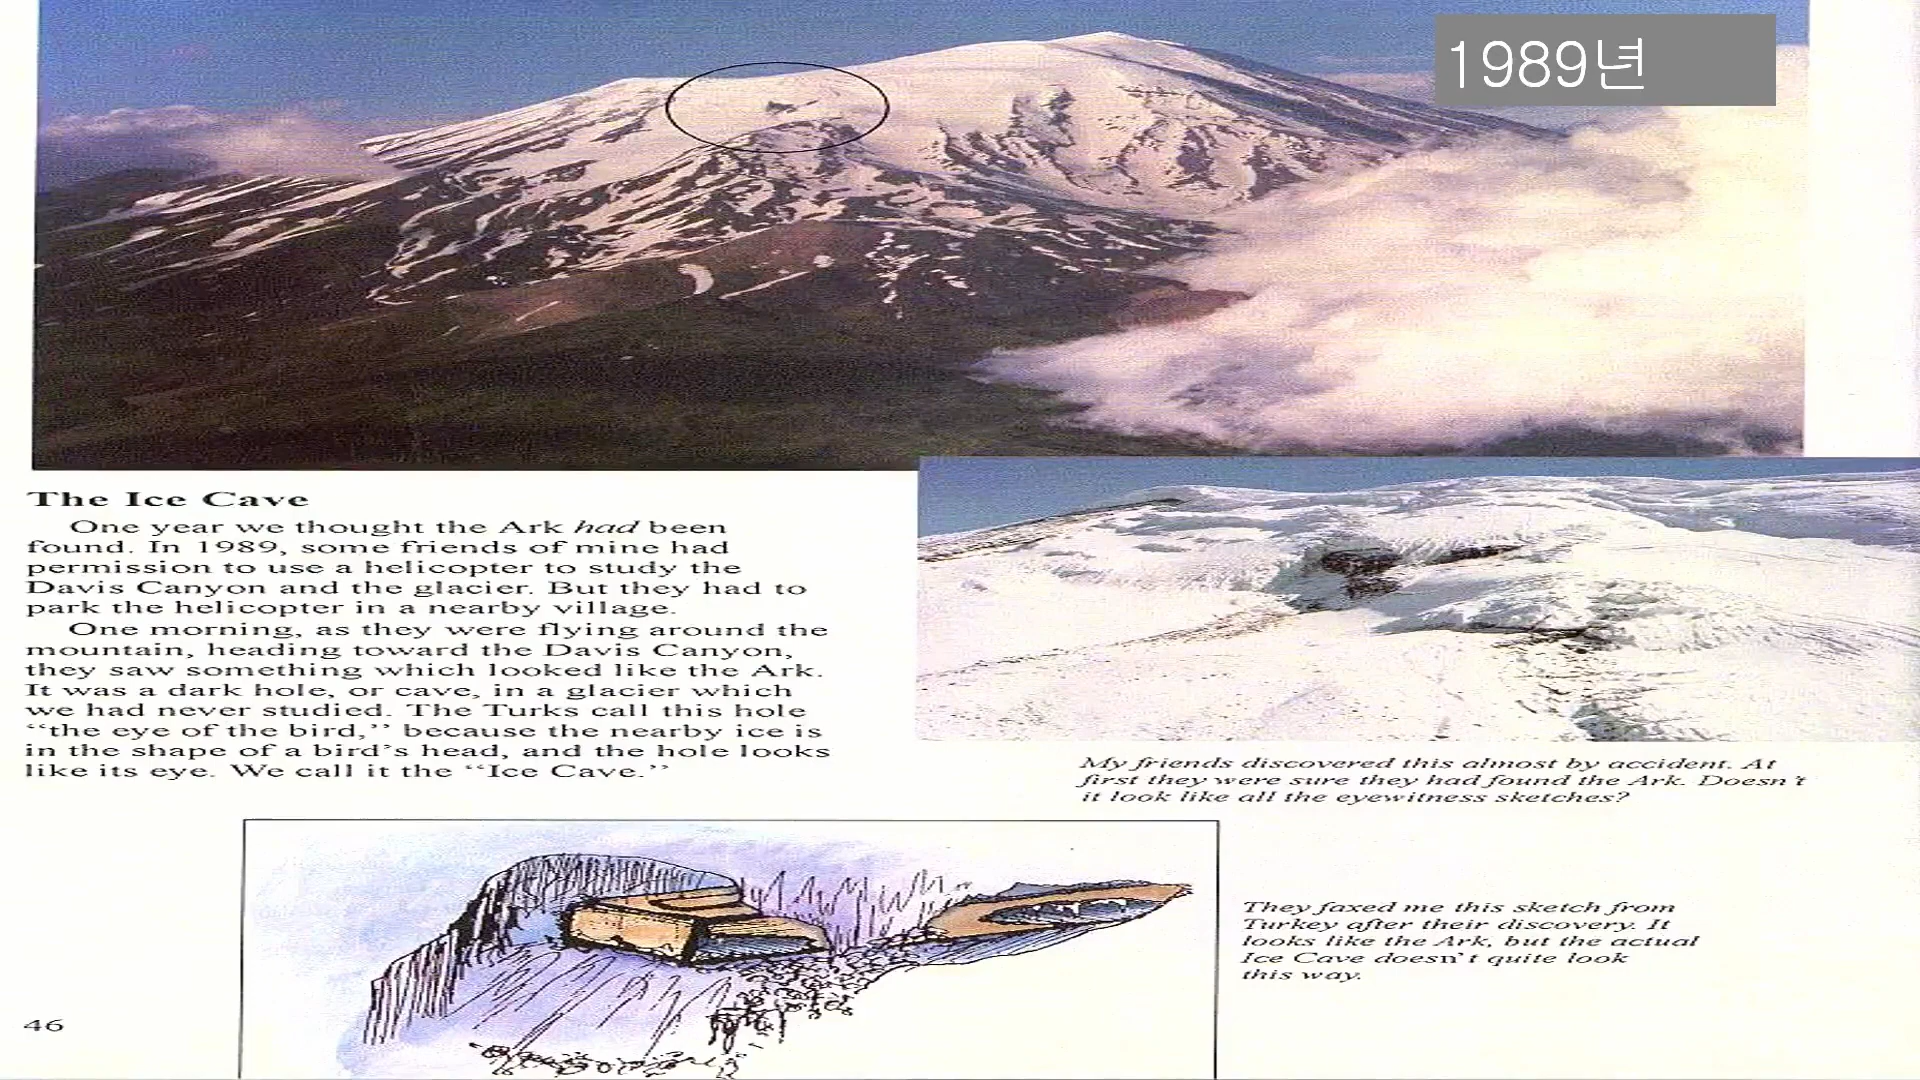 1989년
The Ice Cave
One year we thought the Ark had been
found. In 1989, some friends of mine had
permission to use a helicopter to study the
Davis Canyon and the glacier. But they had to
park the helicopter in a nearby village.
One morning, as they were flying around the
mountain, heading toward the Davis Canyon,
they saw something which looked like the Ark.
It was a dark hole, or cave, in a glacier which
we had never studied. The Turks call this hole
“the eye of the bird,” because the nearby ice is
in the shape of a bird's head, and the hole looks
like its eye. We call it the “Ice Cave.”
My friends discovered this almost by accident. At
first they were sure they had found the Ark. Doesn't
it look like all the eyewitness sketches?
They faxed me this sketch from
Turkey after their discovery. It
looks like the Ark, but the actual
Ice Cave doesn't quite look
this way.
46